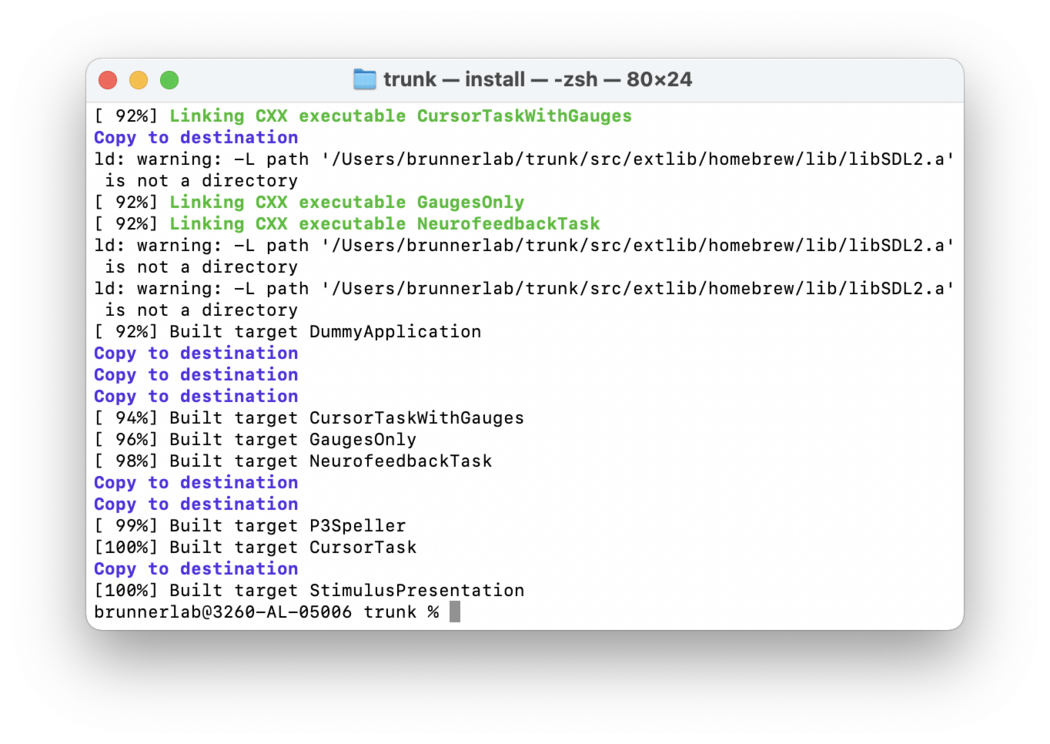 trunk — install — -zsh — 80×24
[ 92%] Linking CXX executable CursorTaskWithGauges
Copy to destination
ld: warning: -L path '/Users/brunnerlab/trunk/src/extlib/homebrew/lib/libSDL2.a'
 is not a directory
[ 92%] Linking CXX executable GaugesOnly
[ 92%] Linking CXX executable NeurofeedbackTask
ld: warning: -L path '/Users/brunnerlab/trunk/src/extlib/homebrew/lib/libSDL2.a'
 is not a directory
ld: warning: -L path '/Users/brunnerlab/trunk/src/extlib/homebrew/lib/libSDL2.a'
 is not a directory
[ 92%] Built target DummyApplication
Copy to destination
Copy to destination
Copy to destination
[ 94%] Built target CursorTaskWithGauges
[ 96%] Built target GaugesOnly
[ 98%] Built target NeurofeedbackTask
Copy to destination
Copy to destination
[ 99%] Built target P3Speller
[100%] Built target CursorTask
Copy to destination
[100%] Built target StimulusPresentation
brunnerlab@3260-AL-05006 trunk %